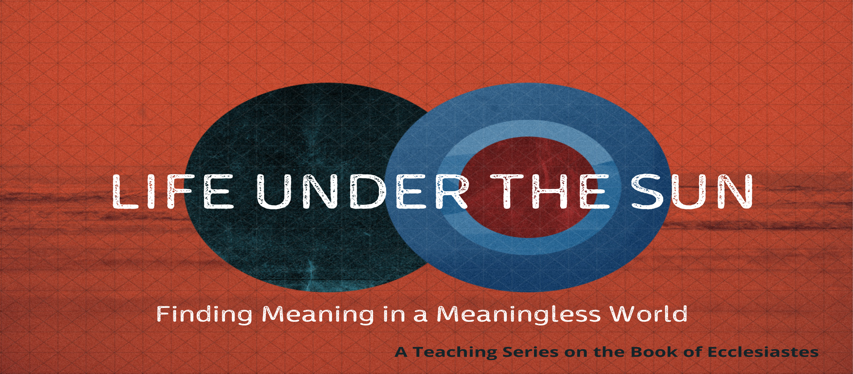 LIFE UNDER THE SUN
Finding Meaning in a Meaningless World
A Teaching Series on the Book of Ecclesiastes